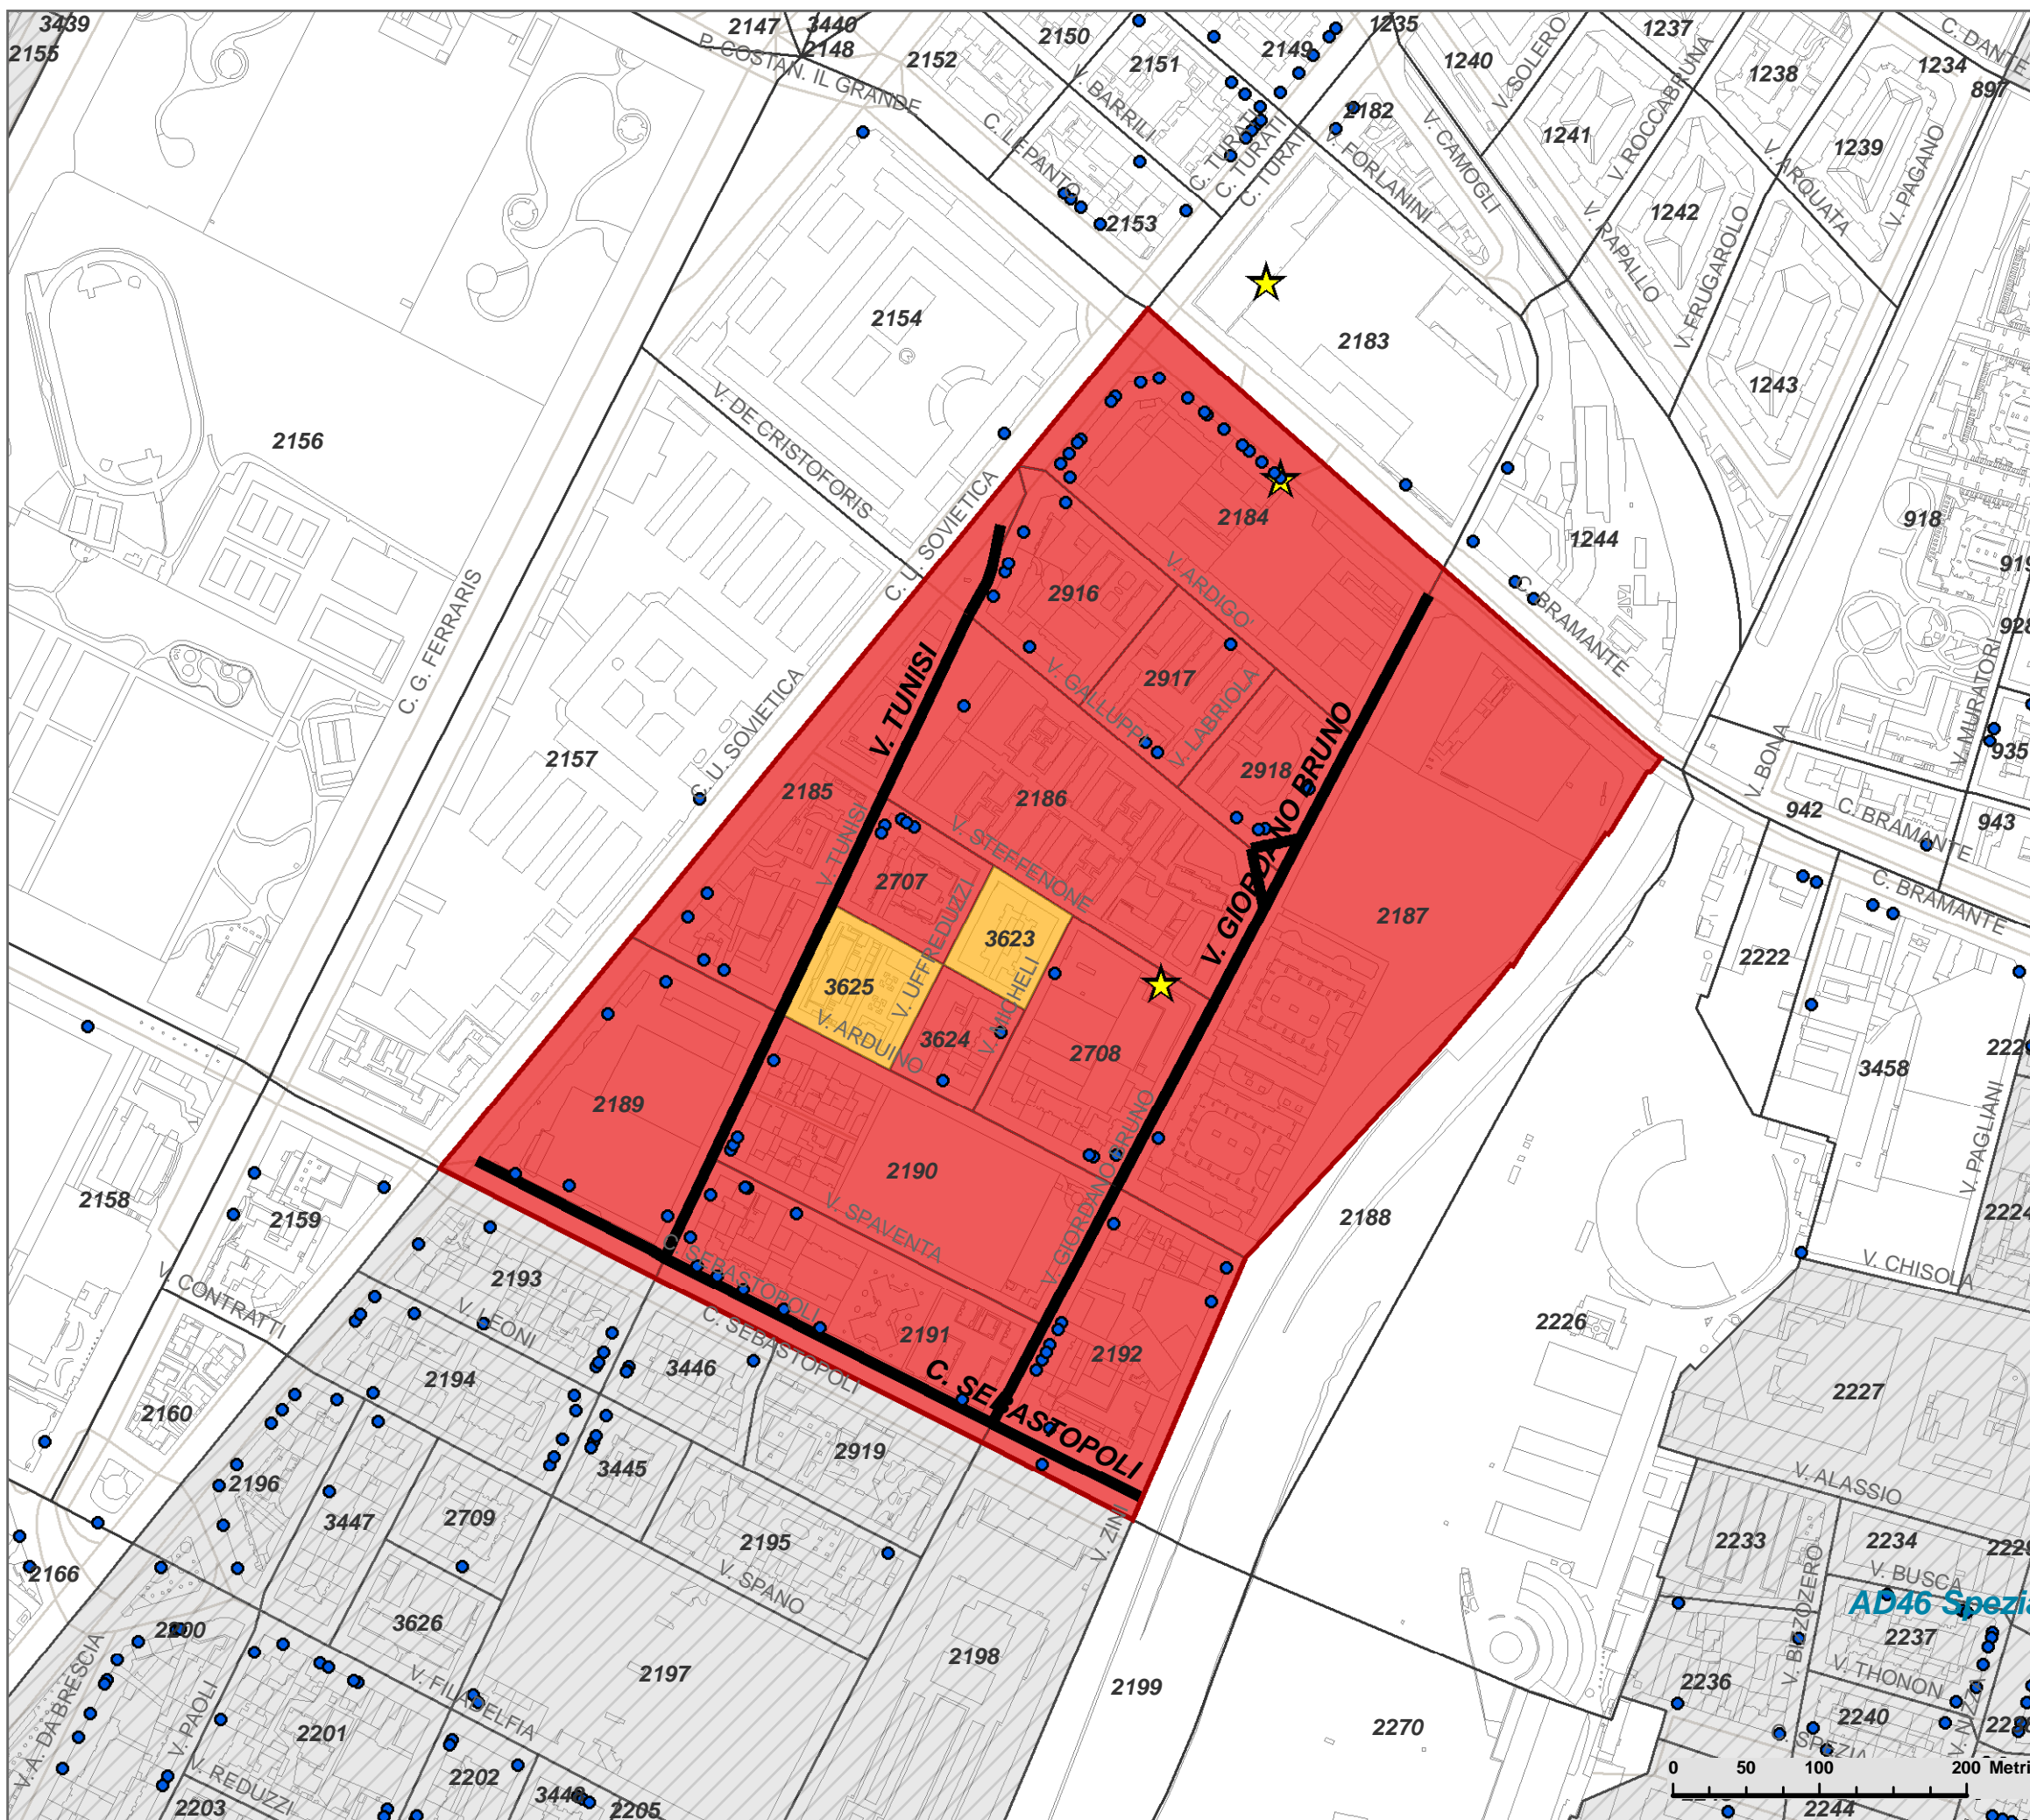 3439
2155
2147
3440
2148
P. COSTAN. IL GRANDE
2152
2150
V. BARRILI
2151
2149
1235
1240
V. SOLERO
1237
V. ROCCABRUNA
1238
1234
C. DANTE
897
2182
V. CAMOGLI
1241
V. ARQUATA
1239
V. PAGANO
C. LEPANTO
C. TURATI
C. TURATI
C. TURATI
V. FORLANINI
2153
1242
V. RAPALLO
V. FRUGAROLO
2154
2183
1243
V. DE CRISTOFORIS
2156
C. U. SOVIETICA
2184
918
1244
919
C. G. FERRARIS
2916
V. ARDIGO'
C. BRAMANTE
928
V. TUNISI
V. GALLUPPI
2917
V. LABRIOLA
V. GIORDANO BRUNO
V. MURATORI
C. U. SOVIETICA
2157
2185
2186
2918
V. BONA
935
942
C. BRAMANTE
943
V. TUNISI
V. STEFFENONE
2707
V. UFFREDUZZI
2187
C. BRAMANTE
3623
2222
3625
V. MICHELI
V. ARDUINO
3624
2708
3458
2189
V. GIORDANO BRUNO
V. PAGLIANI
2190
2158
2159
V. SPAVENTA
2188
2224
C. SEBASTOPOLI
V. CHISOLA
V. CONTRATTI
2193
V. LEONI
C. SEBASTOPOLI
2191
2192
2226
3446
2194
C. SEBASTOPOLI
2227
2160
2919
2196
3445
V. ALASSIO
3447
2709
2195
V. ZINI
2233
2234
2229
V. SPANO
V. BUSCA
2166
AD46 Spezia
3626
V. BIZZOZERO
2200
2237
V. A. DA BRESCIA
2197
2198
V. THONON
2236
2199
V. PAOLI
V. FILADELFIA
2201
2270
2240
V. NIZZA
C. SPEZIA
0 50 100 200 Metri
V. REDUZZI
2202
2203
2205
2244